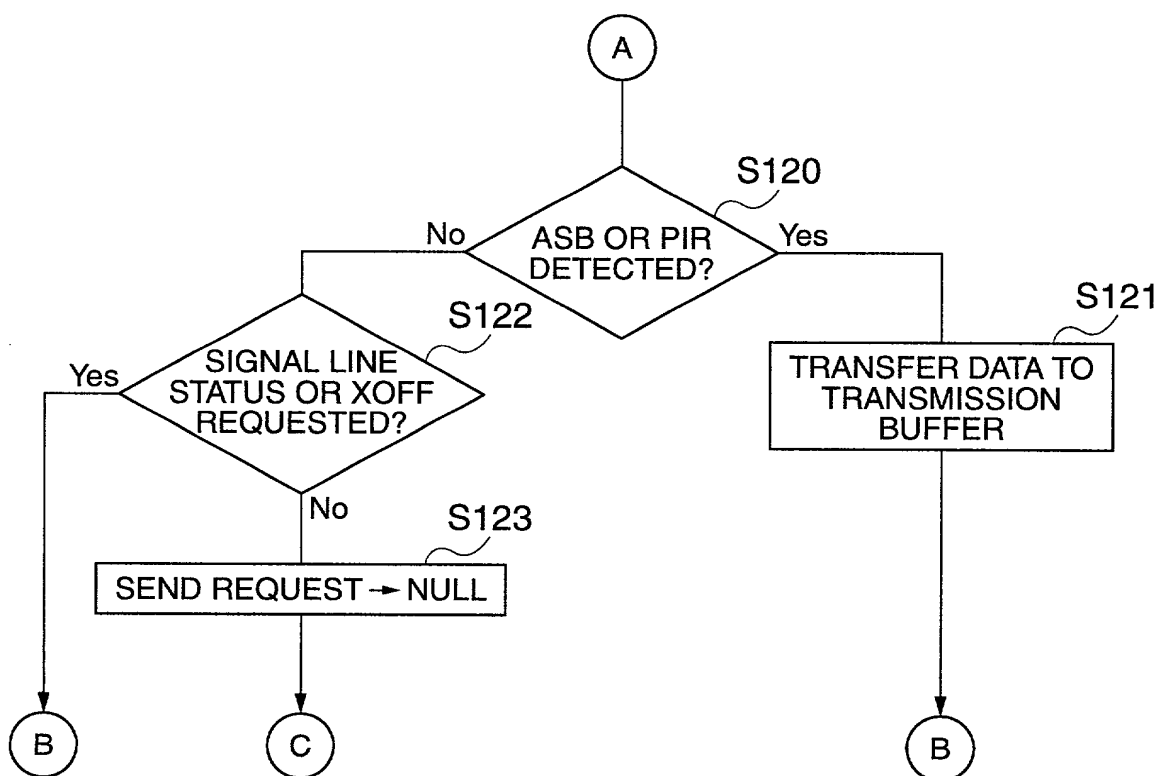 A
S120
No
ASB OR PIR
DETECTED?
Yes
S121
S122
SIGNAL LINE
STATUS OR XOFF
REQUESTED?
Yes
TRANSFER DATA TO
TRANSMISSION
BUFFER
No
S123
SEND REQUEST → NULL
B
C
B